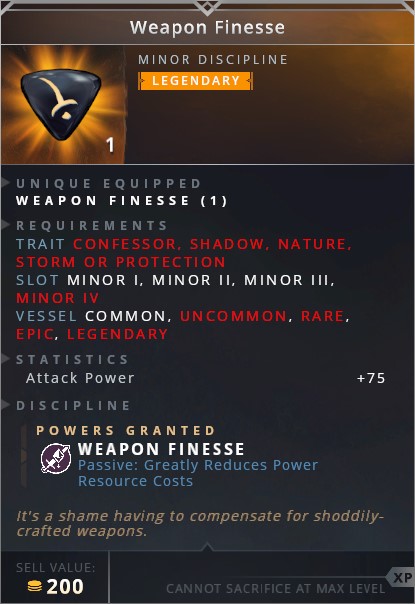 Weapon Finesse
MINOR DISCIPLINE
LEGENDARY
1
UNIQUE EQUIPPED
WEAPON FINESSE (1)
REQUIREMENTS
TRAIT CONFESSOR, SHADOW, NATURE,
STORM OR PROTECTION
SLOT MINOR I, MINOR II, MINOR III,
MINOR IV
VESSEL COMMON, UNCOMMON, RARE,
EPIC, LEGENDARY
STATISTICS
Attack Power +75
DISCIPLINE
POWERS GRANTED
WEAPON FINESSE
Passive: Greatly Reduces Power
Resource Costs
It's a shame having to compensate for shoddily-
crafted weapons.
SELL VALUE:
200
XP
CANNOT SACRIFICE AT MAX LEVEL